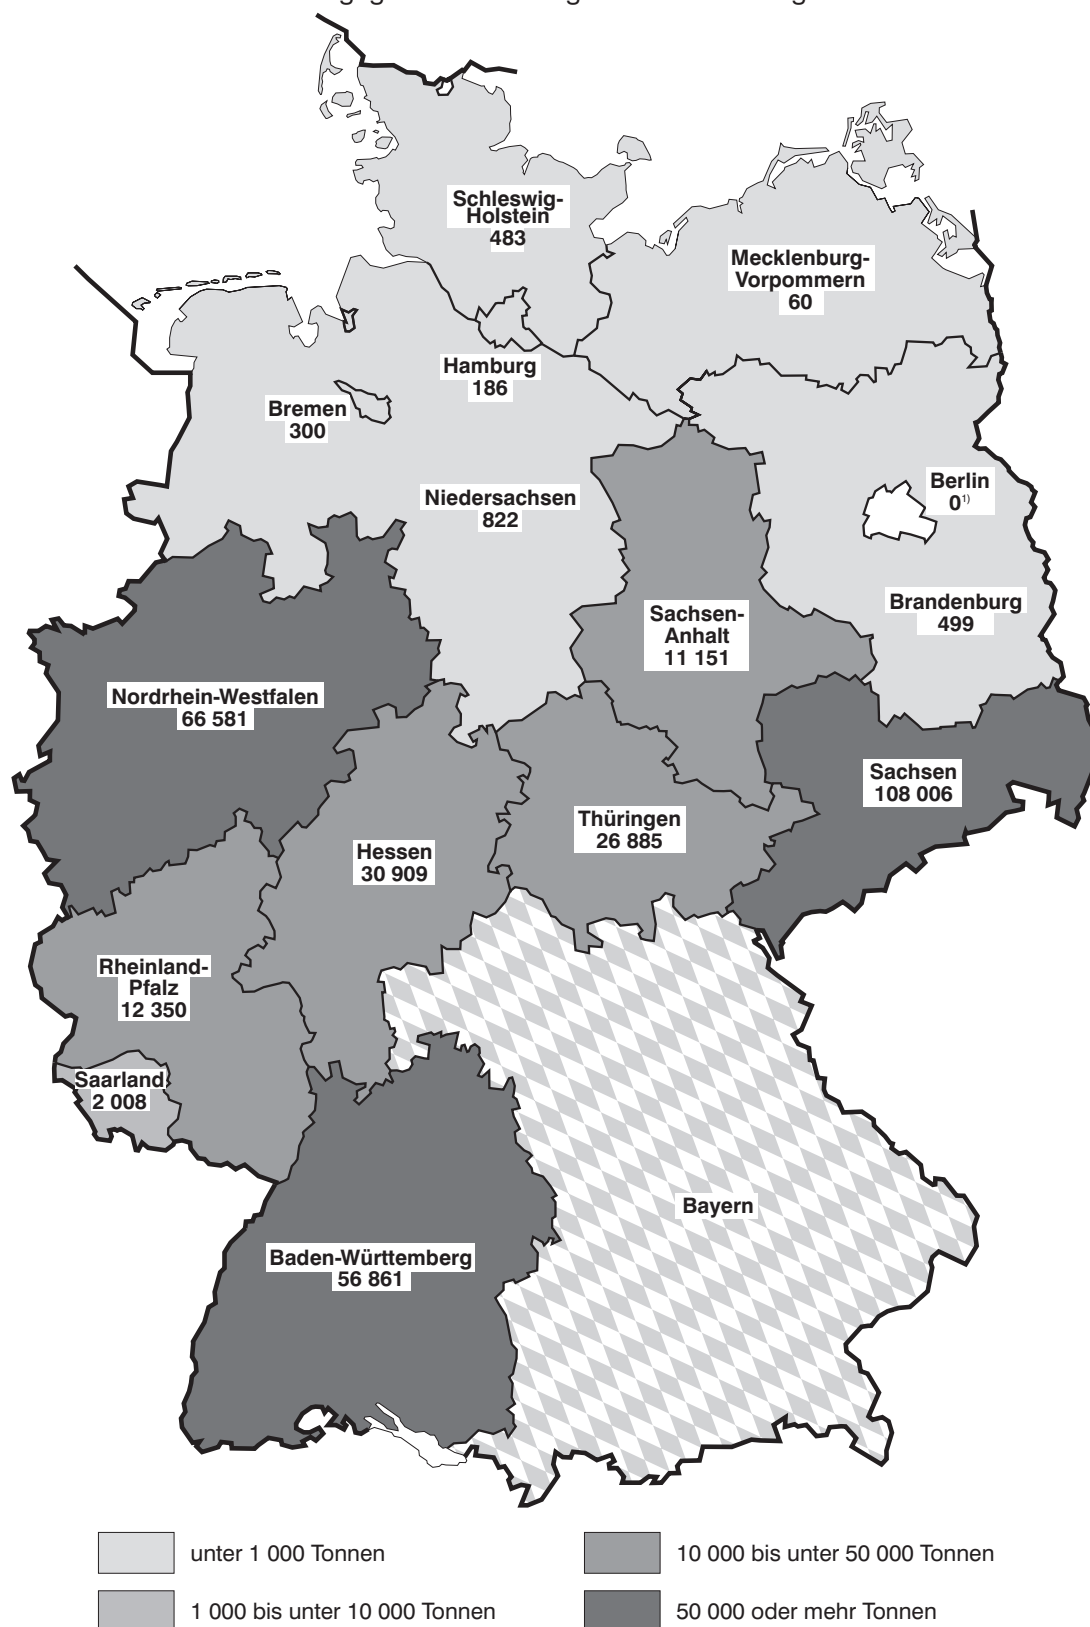 Schleswig-
Holstein
483
Mecklenburg-
Vorpommern
60
Hamburg
186
Bremen
300
Niedersachsen
822
Berlin
0¹⁾
Brandenburg
499
Sachsen-
Anhalt
11 151
Nordrhein-Westfalen
66 581
Sachsen
108 006
Thüringen
26 885
Hessen
30 909
Rheinland-
Pfalz
12 350
Saarland
2 008
Bayern
Baden-Württemberg
56 861
unter 1 000 Tonnen
10 000 bis unter 50 000 Tonnen
1 000 bis unter 10 000 Tonnen
50 000 oder mehr Tonnen